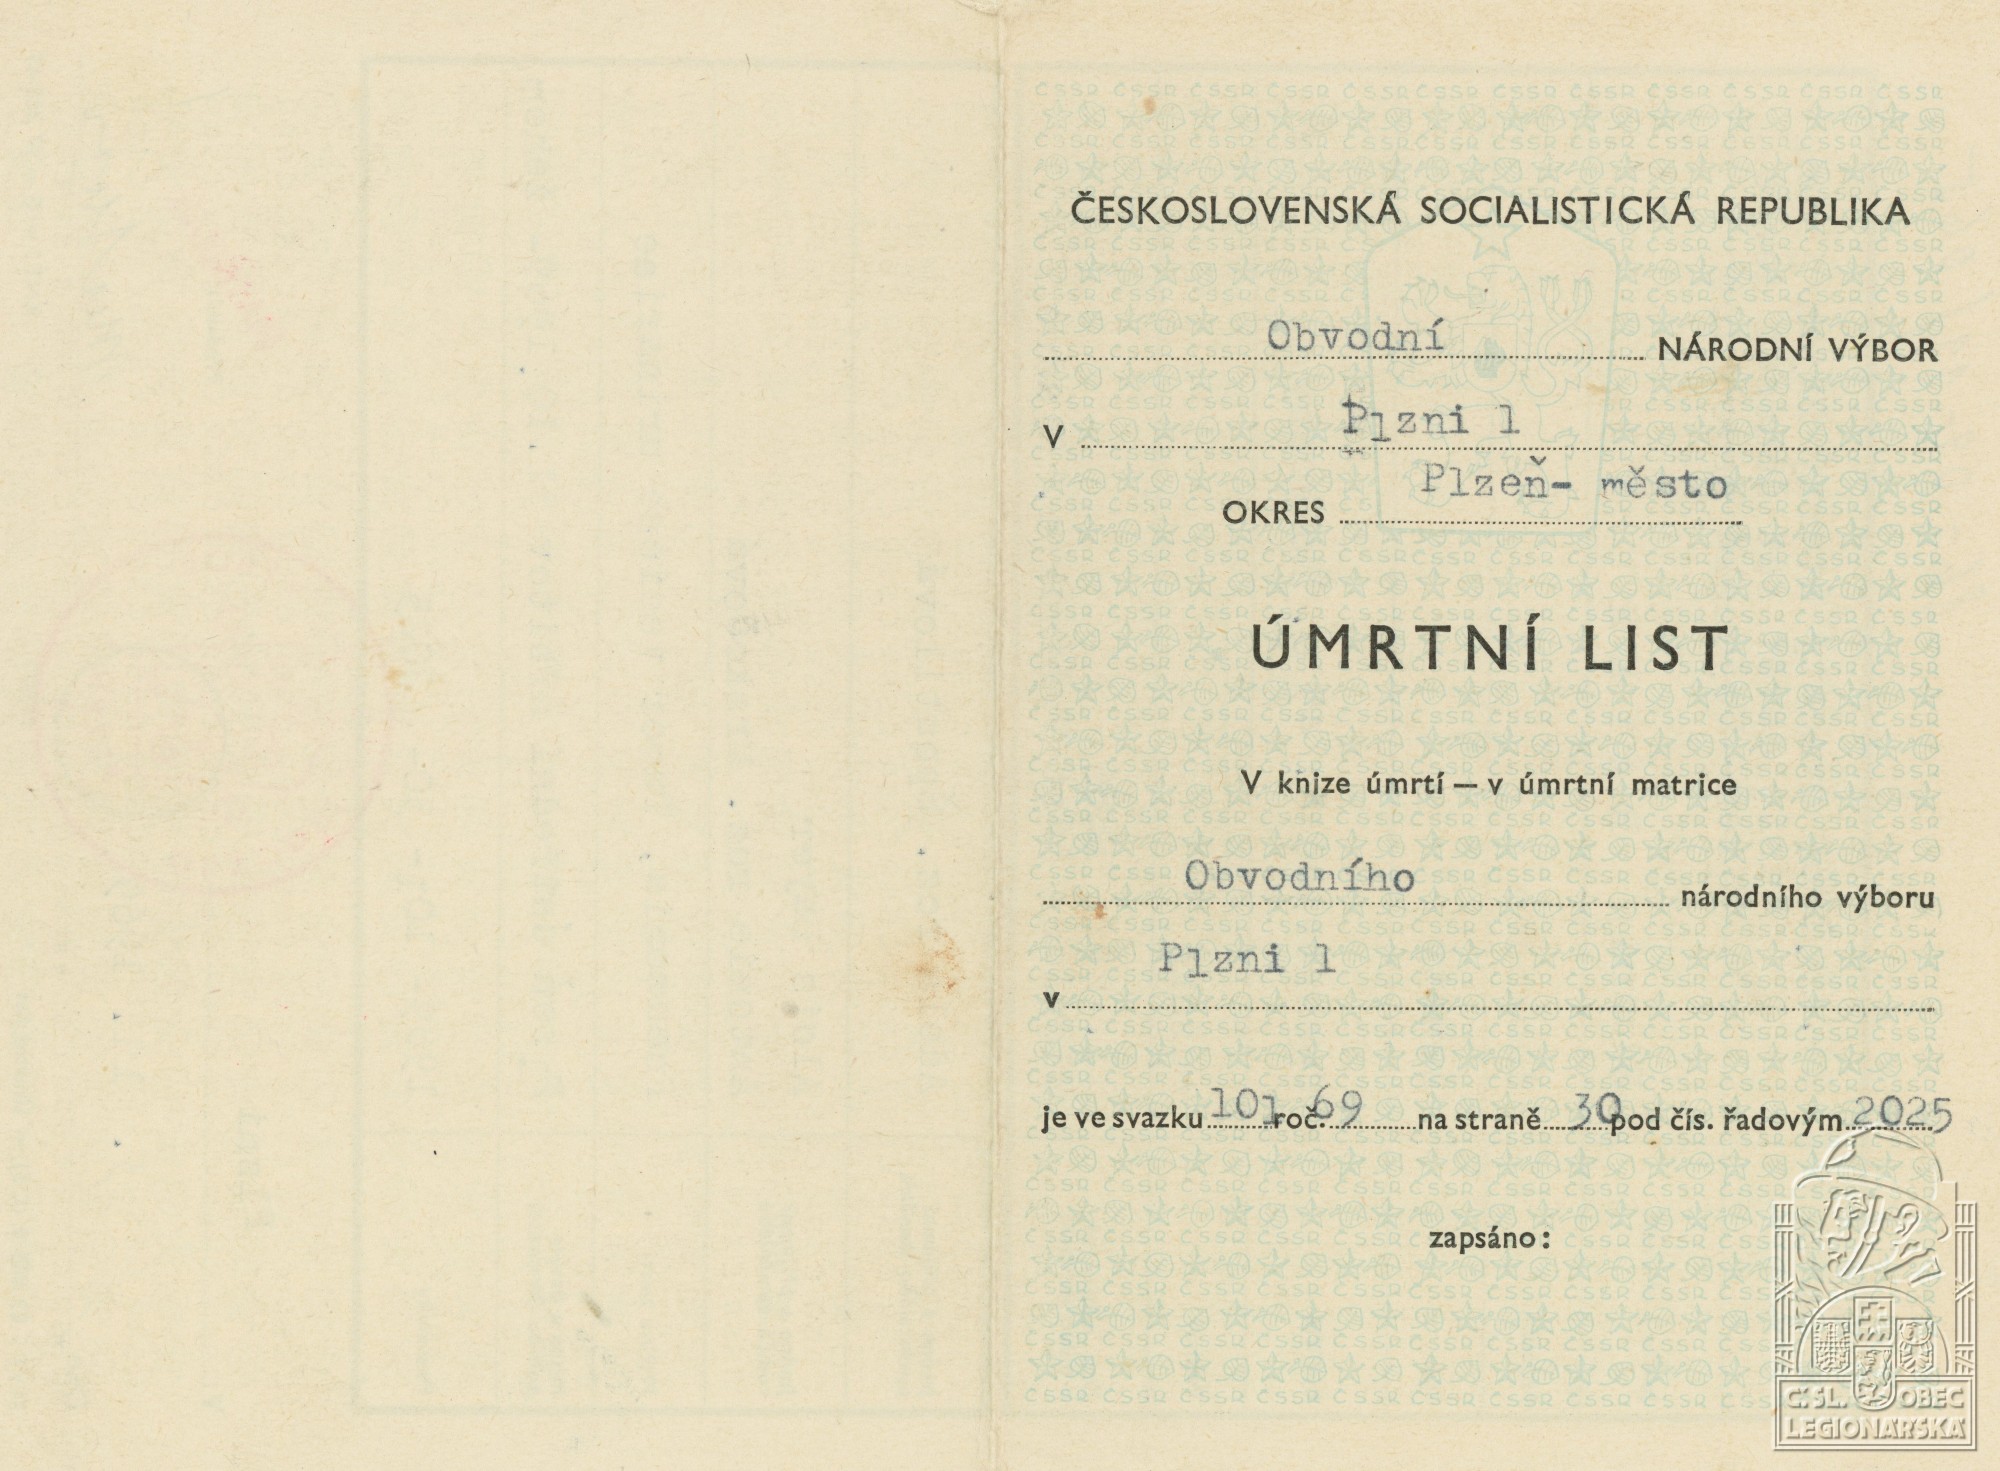 ČESKOSLOVENSKÁ SOCIALISTICKÁ REPUBLIKA
Obvodní NÁRODNÍ VÝBOR
V Plzni 1
OKRES Plzeň- město
ÚMRTNÍ LIST
V knize úmrtí — v úmrtní matrice
Obvodního národního výboru
v Plzni 1
je ve svazku 101 roč. 69 na straně 30 pod čís. řadovým 2025
zapsáno:
Č. SL. OBEC
LEGIONÁŘSKÁ